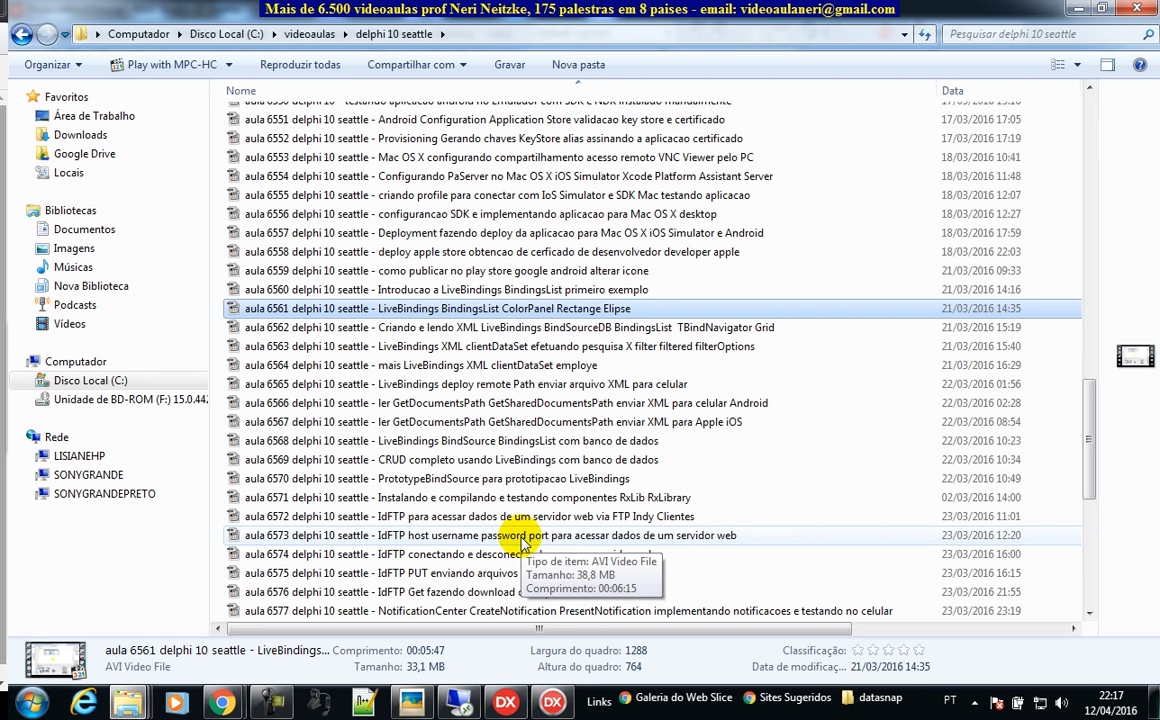 Mais de 6.500 videoaulas prof Neri Neitzke, 175 palestras em 8 paises - email: videoaulaneri@gmail.com
Computador ▸ Disco Local (C:) ▸ videoaulas ▸ delphi 10 seattle ▸
Pesquisar delphi 10 seattle
Organizar
Play with MPC-HC
Reproduzir todas
Compartilhar com
Gravar
Nova pasta
Favoritos
Área de Trabalho
Downloads
Google Drive
Locais
Bibliotecas
Documentos
Imagens
Músicas
Nova Biblioteca
Podcasts
Vídeos
Computador
Disco Local (C:)
Unidade de BD-ROM (F:) 15.0.442
Rede
LISIANEHP
SONYGRANDE
SONYGRANDEPRETO
Nome Data
aula 6550 delphi 10 - testando aplicacao android no Emulador com SDK e NDK instalado manualmente 17/03/2016 15:16
aula 6551 delphi 10 seattle - Android Configuration Application Store validacao key store e certificado 17/03/2016 17:05
aula 6552 delphi 10 seattle - Provisioning Gerando chaves KeyStore alias assinando a aplicacao certificado 17/03/2016 17:19
aula 6553 delphi 10 seattle - Mac OS X configurando compartilhamento acesso remoto VNC Viewer pelo PC 18/03/2016 10:41
aula 6554 delphi 10 seattle - Configurando PaServer no Mac OS X iOS Simulator Xcode Platform Assistant Server 18/03/2016 11:48
aula 6555 delphi 10 seattle - criando profile para conectar com IoS Simulator e SDK Mac testando aplicacao 18/03/2016 12:07
aula 6556 delphi 10 seattle - configurancao SDK e implementando aplicacao para Mac OS X desktop 18/03/2016 12:27
aula 6557 delphi 10 seattle - Deployment fazendo deploy da aplicacao para Mac OS X iOS Simulator e Android 18/03/2016 17:59
aula 6558 delphi 10 seattle - deploy apple store obtencao de cerficado de desenvolvedor developer apple 18/03/2016 22:03
aula 6559 delphi 10 seattle - como publicar no play store google android alterar icone 21/03/2016 09:33
aula 6560 delphi 10 seattle - Introducao a LiveBindings BindingsList primeiro exemplo 21/03/2016 14:16
aula 6561 delphi 10 seattle - LiveBindings BindingsList ColorPanel Rectange Elipse 21/03/2016 14:35
aula 6562 delphi 10 seattle - Criando e lendo XML LiveBindings BindSourceDB BindingsList TBindNavigator Grid 21/03/2016 15:19
aula 6563 delphi 10 seattle - LiveBindings XML clientDataSet efetuando pesquisa X filter filtered filterOptions 21/03/2016 15:40
aula 6564 delphi 10 seattle - mais LiveBindings XML clientDataSet employe 21/03/2016 16:29
aula 6565 delphi 10 seattle - LiveBindings deploy remote Path enviar arquivo XML para celular 22/03/2016 01:56
aula 6566 delphi 10 seattle - ler GetDocumentsPath GetSharedDocumentsPath enviar XML para celular Android 22/03/2016 02:28
aula 6567 delphi 10 seattle - ler GetDocumentsPath GetSharedDocumentsPath enviar XML para Apple iOS 22/03/2016 08:54
aula 6568 delphi 10 seattle - LiveBindings BindSource BindingsList com banco de dados 22/03/2016 10:23
aula 6569 delphi 10 seattle - CRUD completo usando LiveBindings com banco de dados 22/03/2016 10:34
aula 6570 delphi 10 seattle - PrototypeBindSource para prototipacao LiveBindings 22/03/2016 10:49
aula 6571 delphi 10 seattle - Instalando e compilando e testando componentes RxLib RxLibrary 02/03/2016 14:00
aula 6572 delphi 10 seattle - IdFTP para acessar dados de um servidor web via FTP Indy Clientes 23/03/2016 11:01
aula 6573 delphi 10 seattle - IdFTP host username password port para acessar dados de um servidor web 23/03/2016 12:20
aula 6574 delphi 10 seattle - IdFTP conectando e desconec 23/03/2016 16:00
aula 6575 delphi 10 seattle - IdFTP PUT enviando arquivos 23/03/2016 16:15
aula 6576 delphi 10 seattle - IdFTP Get fazendo download 23/03/2016 21:55
aula 6577 delphi 10 seattle - NotificationCenter CreateNotification PresentNotification implementando notificacoes e testando no celular 23/03/2016 23:19
Tipo de item: AVI Video File
Tamanho: 38,8 MB
Comprimento: 00:06:15
aula 6561 delphi 10 seattle - LiveBindings... Comprimento: 00:05:47 Largura do quadro: 1288 Classificação:
AVI Video File Tamanho: 33,1 MB Altura do quadro: 764 Data de modificaç... 21/03/2016 14:35
Links
Galeria do Web Slice
Sites Sugeridos
datasnap
PT
22:17
12/04/2016